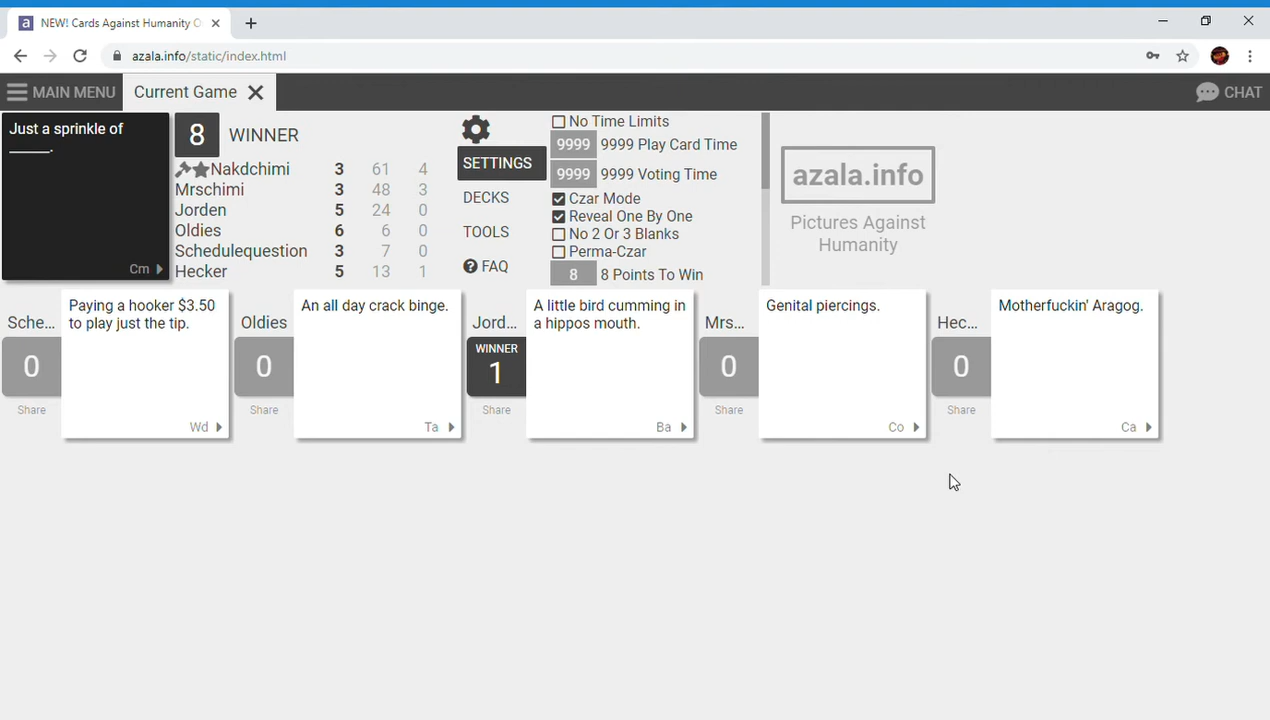 NEW! Cards Against Humanity O
azala.info/static/index.html
MAIN MENU
Current Game
CHAT
Just a sprinkle of
_____.
Cm
8 WINNER
Nakdchimi 3 61 4
Mrschimi 3 48 3
Jorden 5 24 0
Oldies 6 6 0
Schedulequestion 3 7 0
Hecker 5 13 1
SETTINGS
DECKS
TOOLS
FAQ
No Time Limits
9999 9999 Play Card Time
9999 9999 Voting Time
Czar Mode
Reveal One By One
No 2 Or 3 Blanks
Perma-Czar
8 8 Points To Win
azala.info
Pictures Against
Humanity
Sche...
0
Share
Paying a hooker $3.50
to play just the tip.
Wd
Oldies
0
Share
An all day crack binge.
Ta
Jord...
WINNER
1
Share
A little bird cumming in
a hippos mouth.
Ba
Mrs...
0
Share
Genital piercings.
Co
Hec...
0
Share
Motherfuckin' Aragog.
Ca